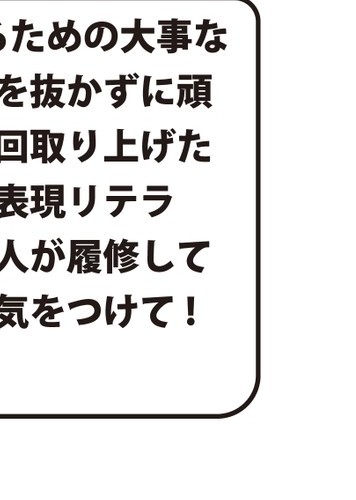 るための大事な
を抜かずに頑
回取り上げた
表現リテラ
人が履修して
気をつけて！